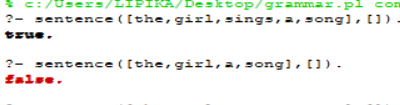 % c:/Users/LIPIKA/Desktop/grammar.pl com
?- sentence([the,girl,sings,a,song],[]).
true.
?- sentence([the,girl,a,song],[]).
false.